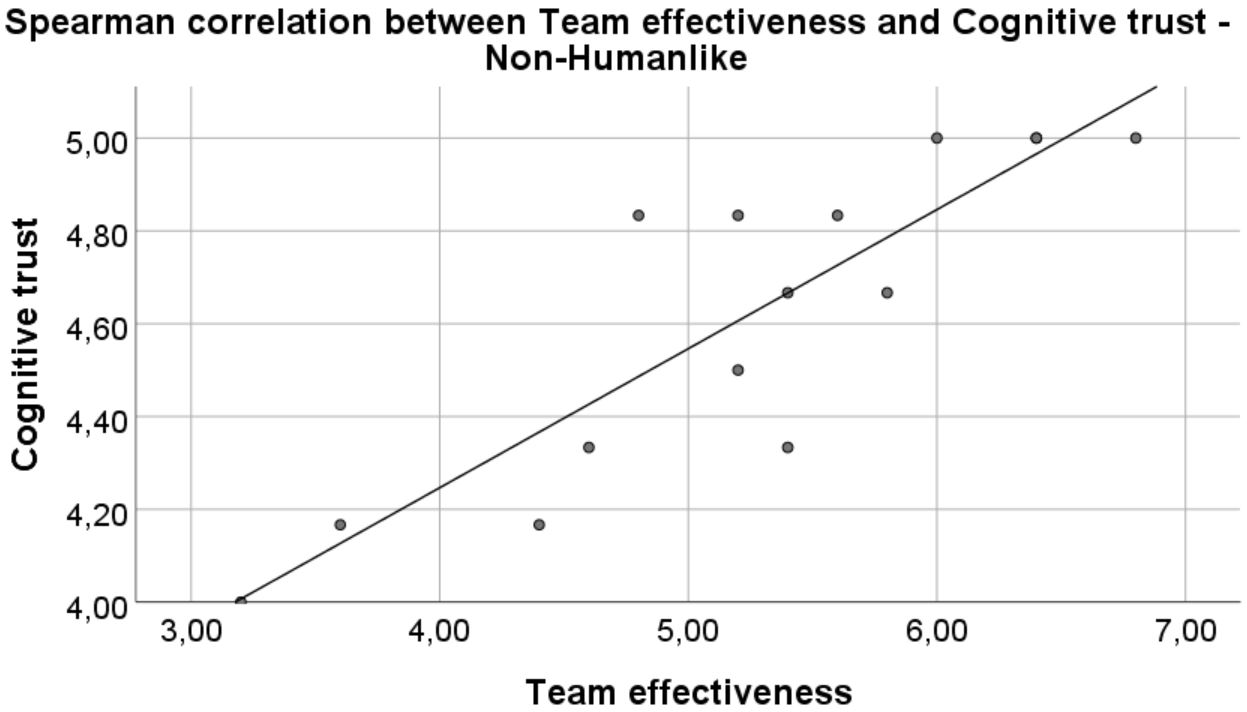 Spearman correlation between Team effectiveness and Cognitive trust -
Non-Humanlike
Cognitive trust
5,00
4,80
4,60
4,40
4,20
4,00
3,00
4,00
5,00
6,00
7,00
Team effectiveness